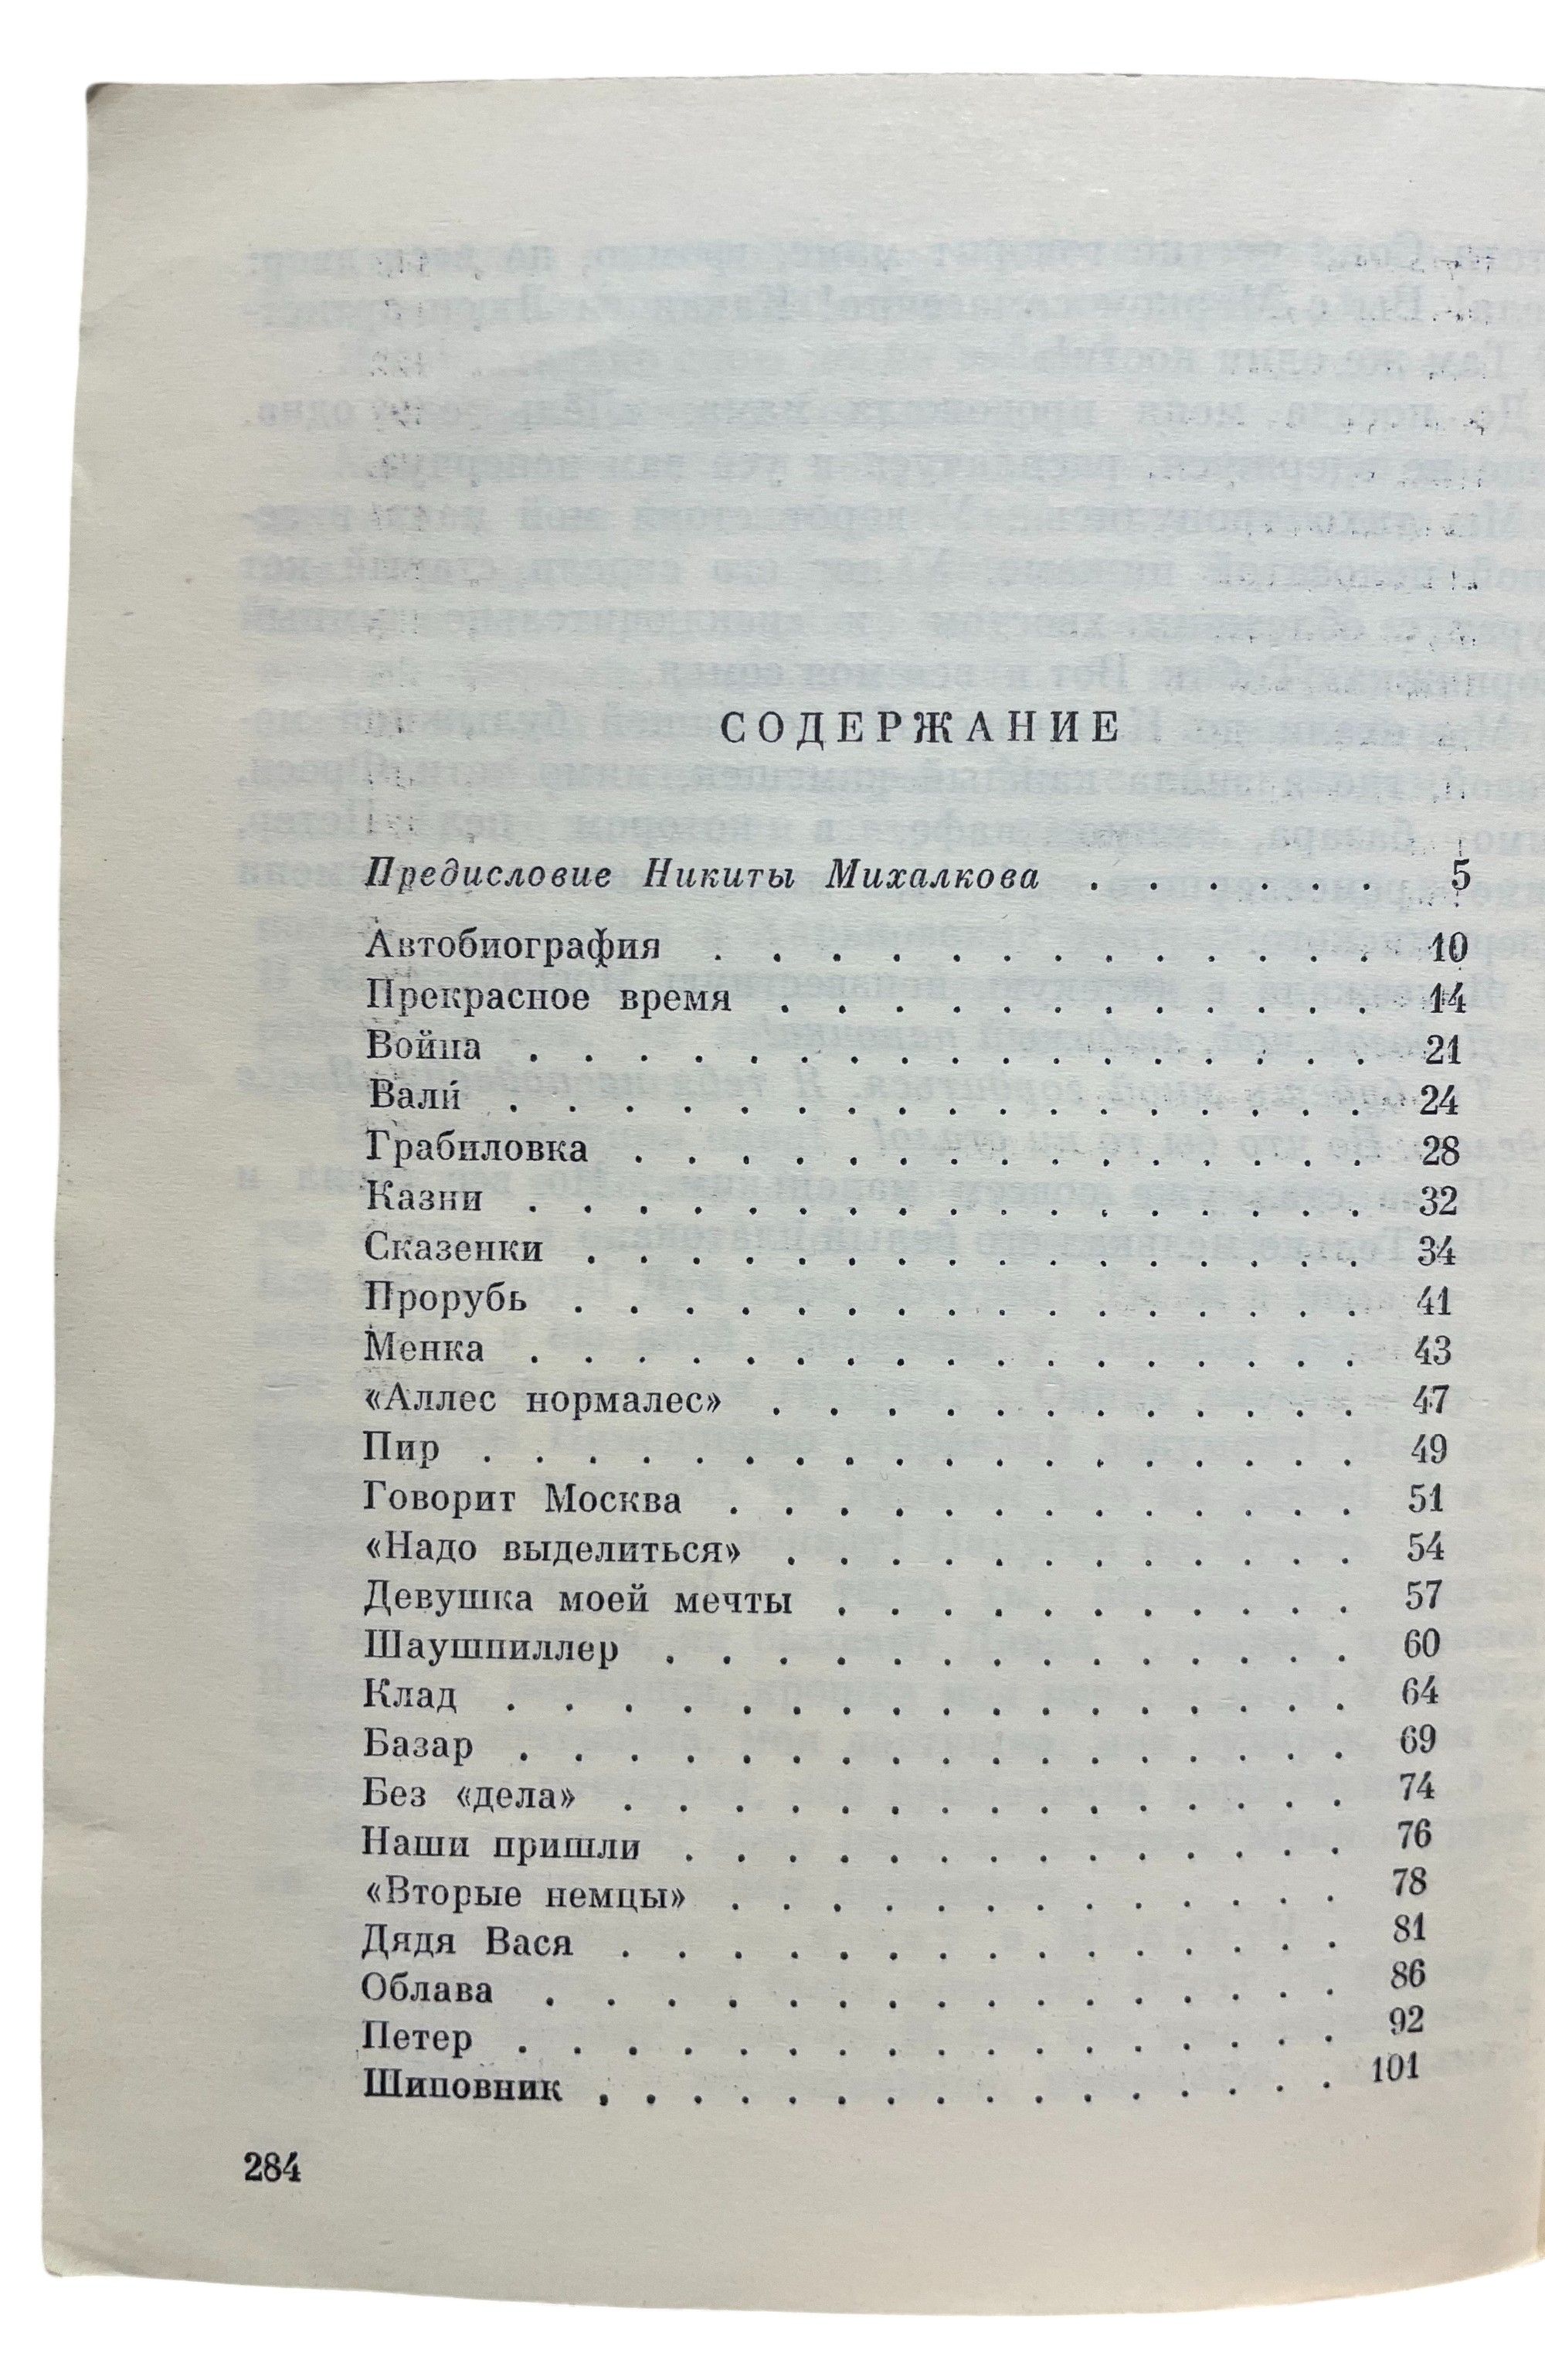 СОДЕРЖАНИЕ
Предисловие Никиты Михалкова . . . . . . 5
Автобиография . . . . . . . . . . . . 10
Прекрасное время . . . . . . . . . . . 14
Война . . . . . . . . . . . . . . . . 21
Вали́ . . . . . . . . . . . . . . . . 24
Грабиловка . . . . . . . . . . . . . . 28
Казни . . . . . . . . . . . . . . . . 32
Сказенки . . . . . . . . . . . . . . . 34
Прорубь . . . . . . . . . . . . . . . 41
Менка . . . . . . . . . . . . . . . . 43
«Аллес нормалес» . . . . . . . . . . . 47
Пир . . . . . . . . . . . . . . . . . 49
Говорит Москва . . . . . . . . . . . . 51
«Надо выделиться» . . . . . . . . . . . 54
Девушка моей мечты . . . . . . . . . . 57
Шаушпиллер . . . . . . . . . . . . . 60
Клад . . . . . . . . . . . . . . . . 64
Базар . . . . . . . . . . . . . . . . 69
Без «дела» . . . . . . . . . . . . . . 74
Наши пришли . . . . . . . . . . . . . 76
«Вторые немцы» . . . . . . . . . . . . 78
Дядя Вася . . . . . . . . . . . . . . 81
Облава . . . . . . . . . . . . . . . 86
Петер . . . . . . . . . . . . . . . . 92
Шиповник . . . . . . . . . . . . . . . 101
284